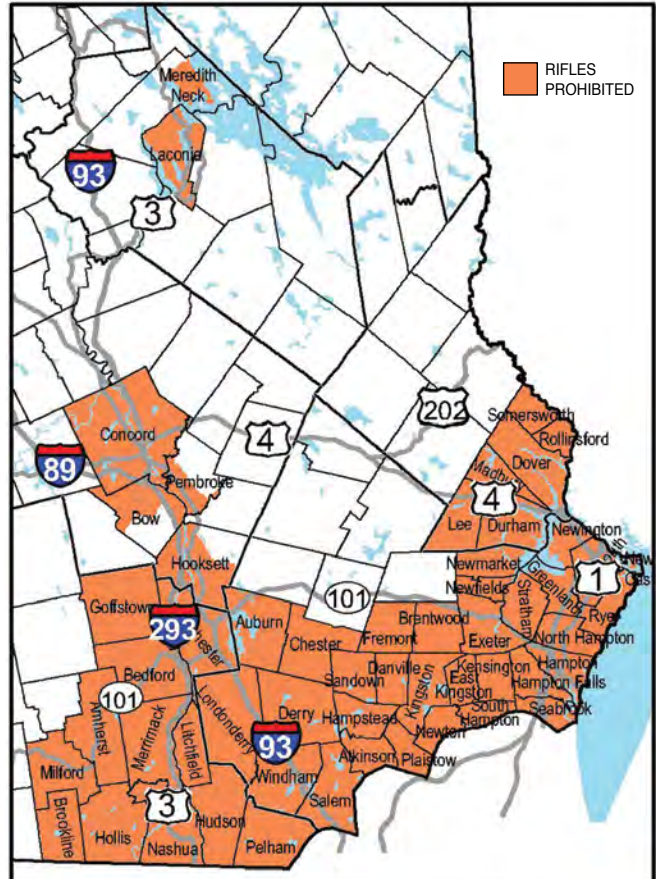 RIFLES
PROHIBITED
Meredith
Neck
Laconia
93
3
Concord
89
4
202
Somersworth
Rollinsford
Dover
Madbury
4
Pembroke
Bow
Lee
Durham
Newington
Hooksett
Newmarket
1
101
Newfields
Greenland
Stratham
Rye
Goffstown
293
Auburn
Chester
Fremont
Brentwood
Exeter
North Hampton
Bedford
Sandown
Danville
Kingston
East
Kingston
Kensington
Hampton
Hampton Falls
101
Amherst
Merrimack
Litchfield
Londonderry
Derry
Hampstead
South
Hampton
Seabrook
93
Newton
Atkinson
Plaistow
Windham
Milford
3
Salem
Brookline
Hollis
Nashua
Hudson
Pelham